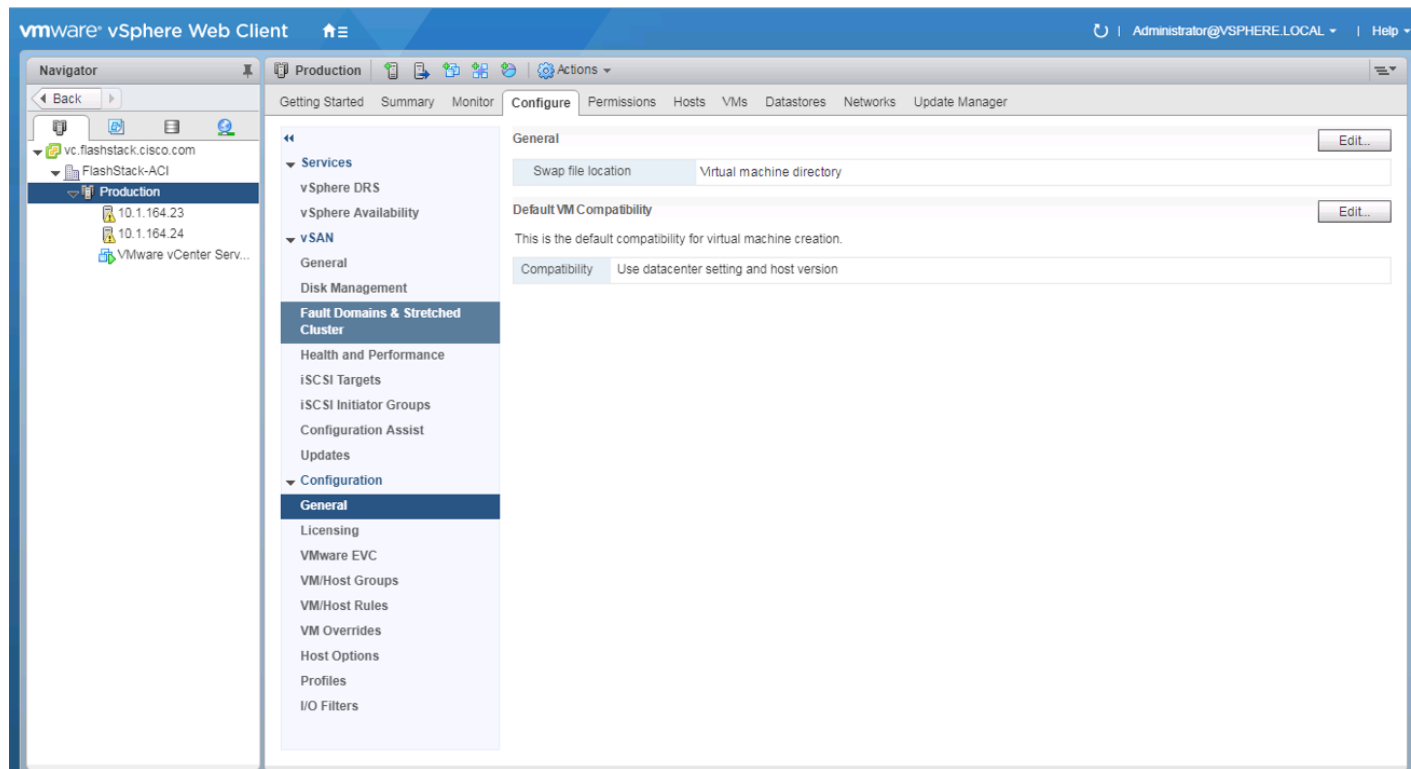 vmware® vSphere Web Client
Administrator@VSPHERE.LOCAL | Help
Navigator
Back
vc.flashstack.cisco.com
FlashStack-ACI
Production
10.1.164.23
10.1.164.24
VMware vCenter Serv...
Production
Actions
Getting Started Summary Monitor Configure Permissions Hosts VMs Datastores Networks Update Manager
Services
vSphere DRS
vSphere Availability
vSAN
General
Disk Management
Fault Domains & Stretched
Cluster
Health and Performance
iSCSI Targets
iSCSI Initiator Groups
Configuration Assist
Updates
Configuration
General
Licensing
VMware EVC
VM/Host Groups
VM/Host Rules
VM Overrides
Host Options
Profiles
I/O Filters
General Edit...
Swap file location Virtual machine directory
Default VM Compatibility Edit...
This is the default compatibility for virtual machine creation.
Compatibility Use datacenter setting and host version